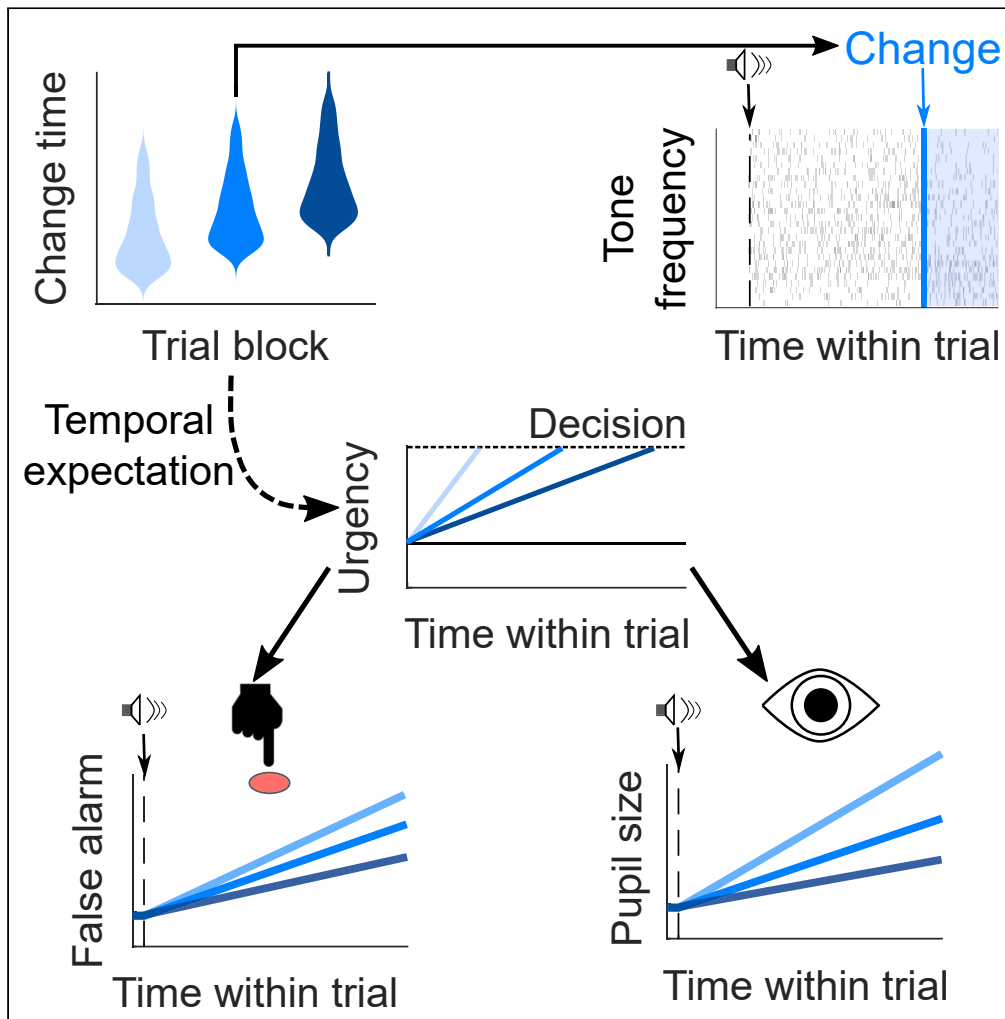 Change time
Trial block
Change
Tone
frequency
Time within trial
Temporal
expectation
Urgency
Decision
Time within trial
False alarm
Time within trial
Pupil size
Time within trial